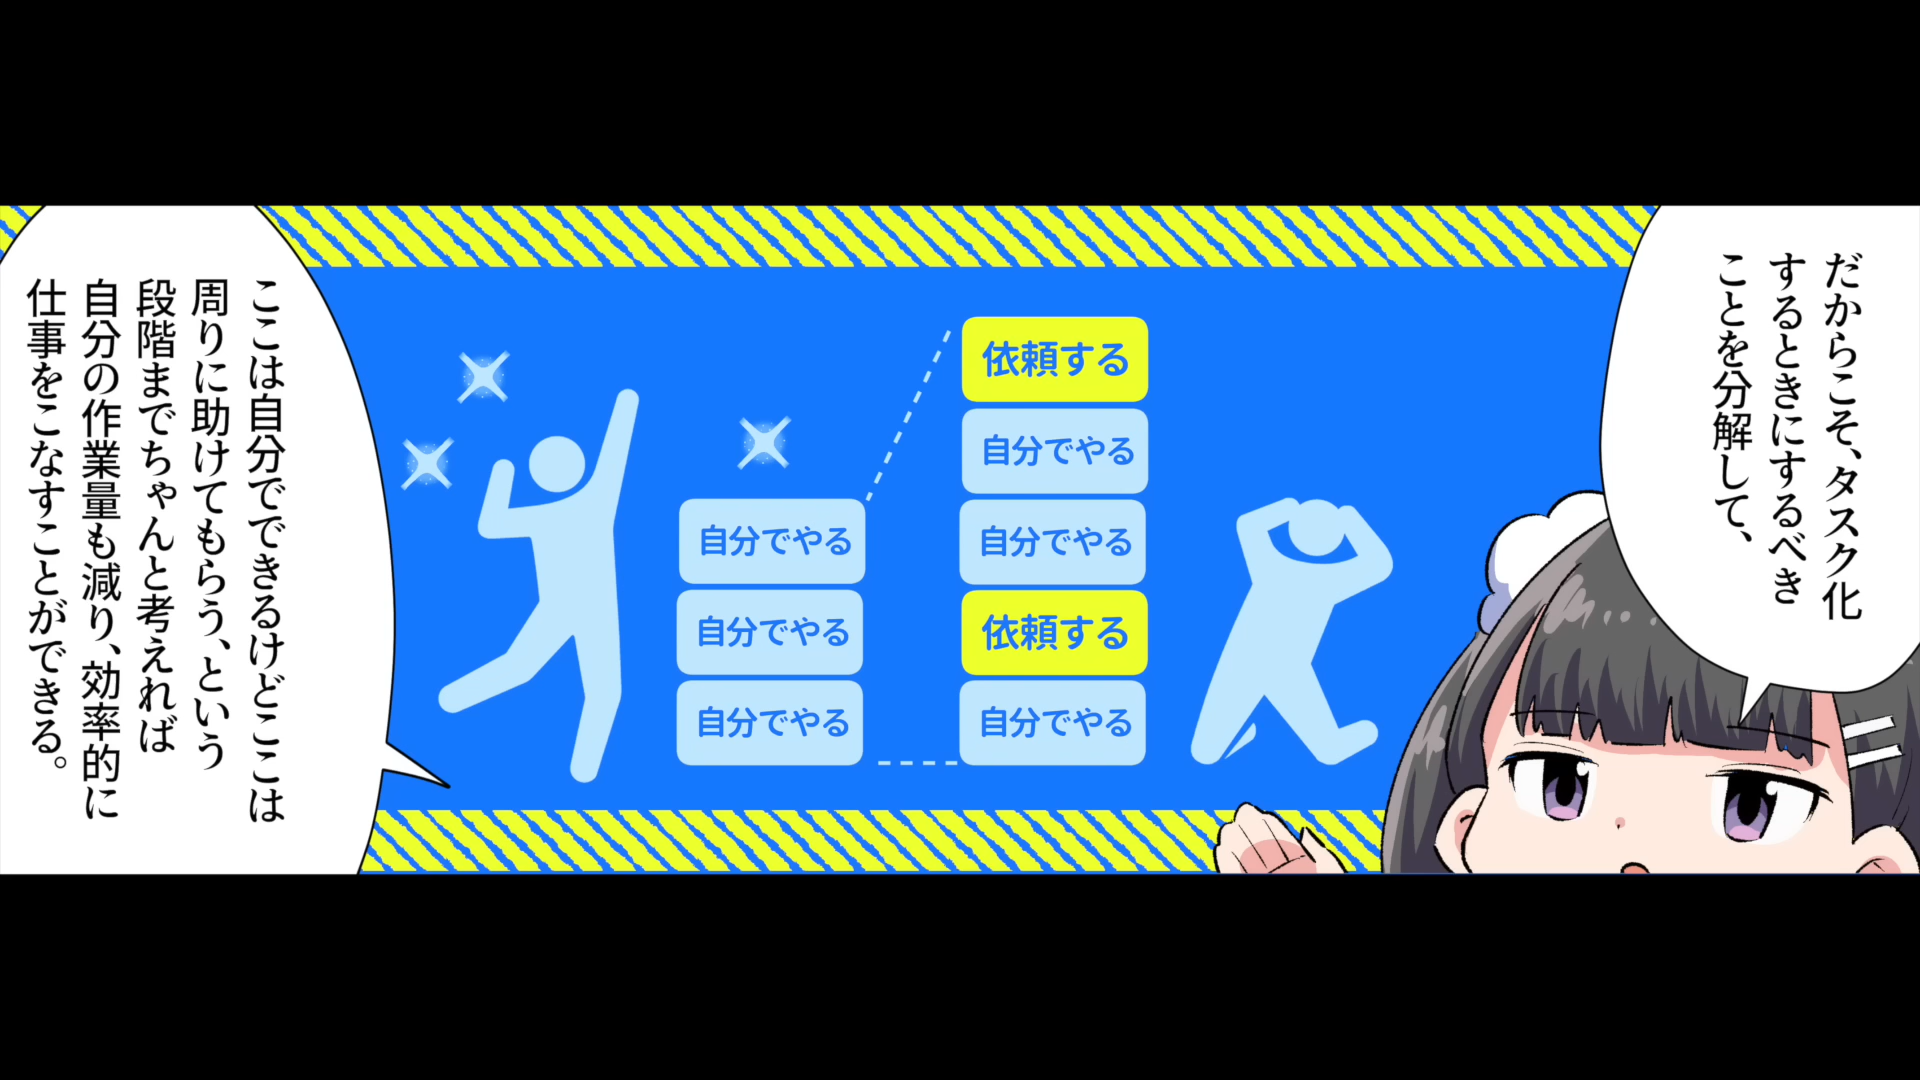 だからこそ、タスク化
するときにするべき
ことを分解して、
依頼する
自分でやる
自分でやる
依頼する
自分でやる
自分でやる
自分でやる
自分でやる
ここは自分でできるけどここは
周りに助けてもらう、という
段階までちゃんと考えれば
自分の作業量も減り、効率的に
仕事をこなすことができる。